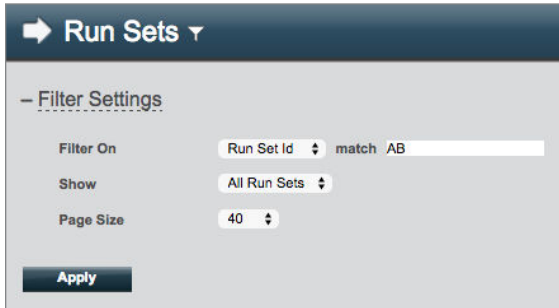 Run Sets
– Filter Settings
Filter On Run Set Id match AB
Show All Run Sets
Page Size 40
Apply